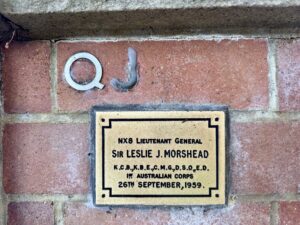 QJ
NX8 LIEUTENANT GENERAL
SIR LESLIE J. MORSHEAD
K.C.B., K.B.E., C.M.G., D.S.O., E.D.
1ST AUSTRALIAN CORPS
26TH SEPTEMBER, 1959.